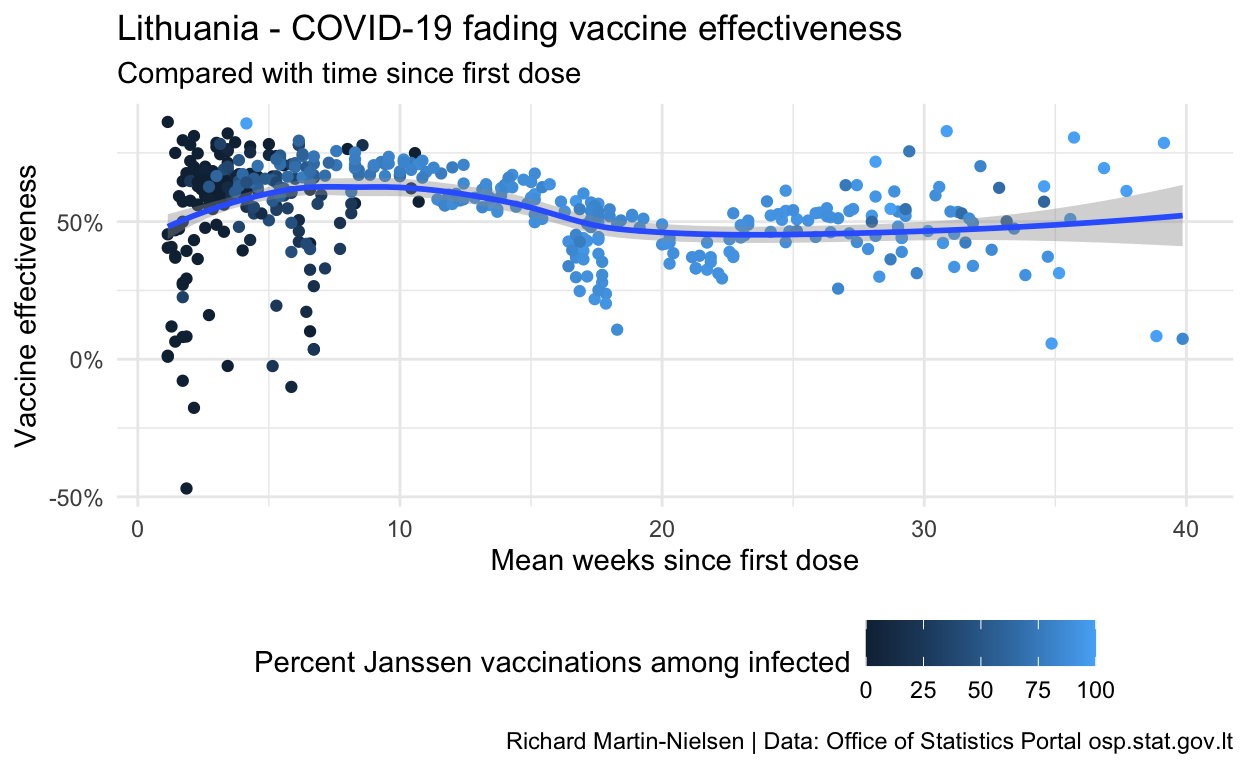 Lithuania - COVID-19 fading vaccine effectiveness
Compared with time since first dose
Vaccine effectiveness
50%
0%
-50%
0 10 20 30 40
Mean weeks since first dose
Percent Janssen vaccinations among infected
0 25 50 75 100
Richard Martin-Nielsen | Data: Office of Statistics Portal osp.stat.gov.lt